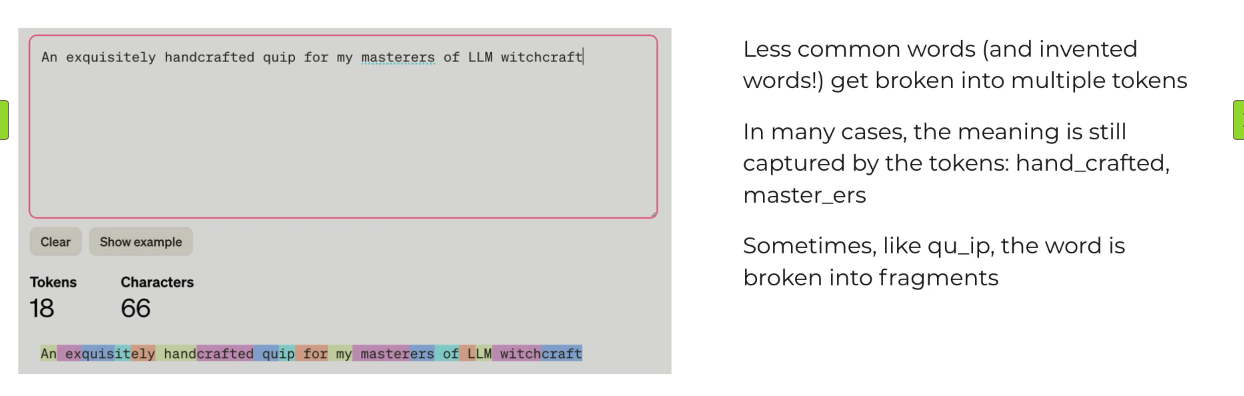 An exquisitely handcrafted quip for my masterers of LLM witchcraft
Clear
Show example
Tokens
Characters
18
66
An exquisitely handcrafted quip for my masterers of LLM witchcraft
Less common words (and invented
words!) get broken into multiple tokens
In many cases, the meaning is still
captured by the tokens: hand_crafted,
master_ers
Sometimes, like qu_ip, the word is
broken into fragments